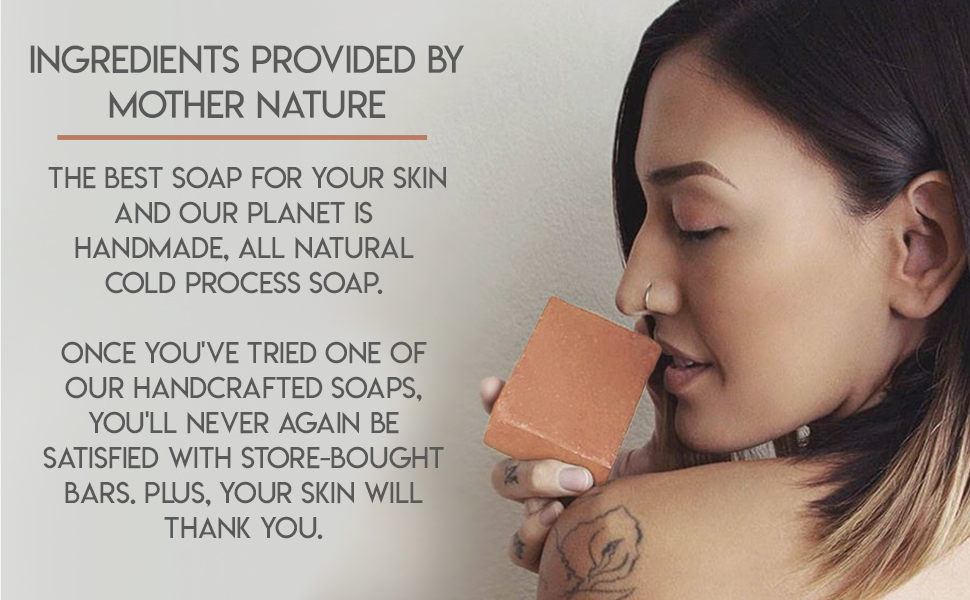 INGREDIENTS PROVIDED BY
MOTHER NATURE
THE BEST SOAP FOR YOUR SKIN
AND OUR PLANET IS
HANDMADE, ALL NATURAL
COLD PROCESS SOAP.
ONCE YOU'VE TRIED ONE OF
OUR HANDCRAFTED SOAPS,
YOU'LL NEVER AGAIN BE
SATISFIED WITH STORE-BOUGHT
BARS. PLUS, YOUR SKIN WILL
THANK YOU.